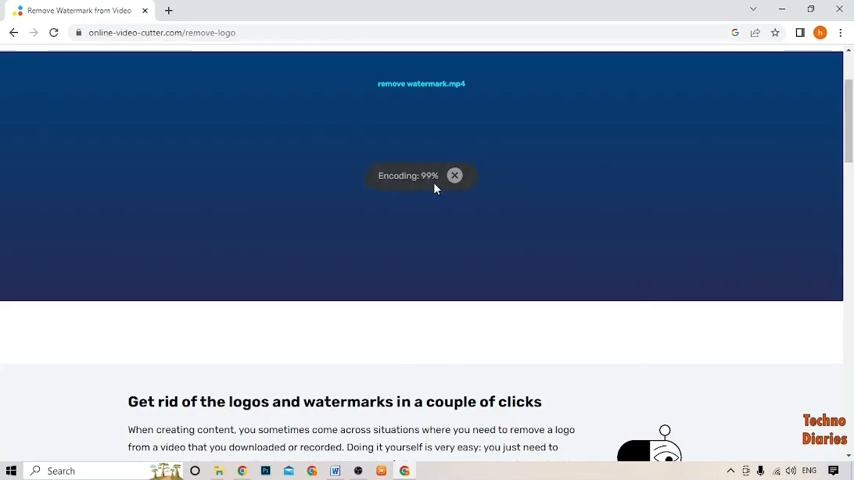 Remove Watermark from Video
online-video-cutter.com/remove-logo
h
remove watermark.mp4
Encoding: 99%
Get rid of the logos and watermarks in a couple of clicks
When creating content, you sometimes come across situations where you need to remove a logo
from a video that you downloaded or recorded. Doing it yourself is very easy: you just need to
Techno
Diaries
Search
ENG